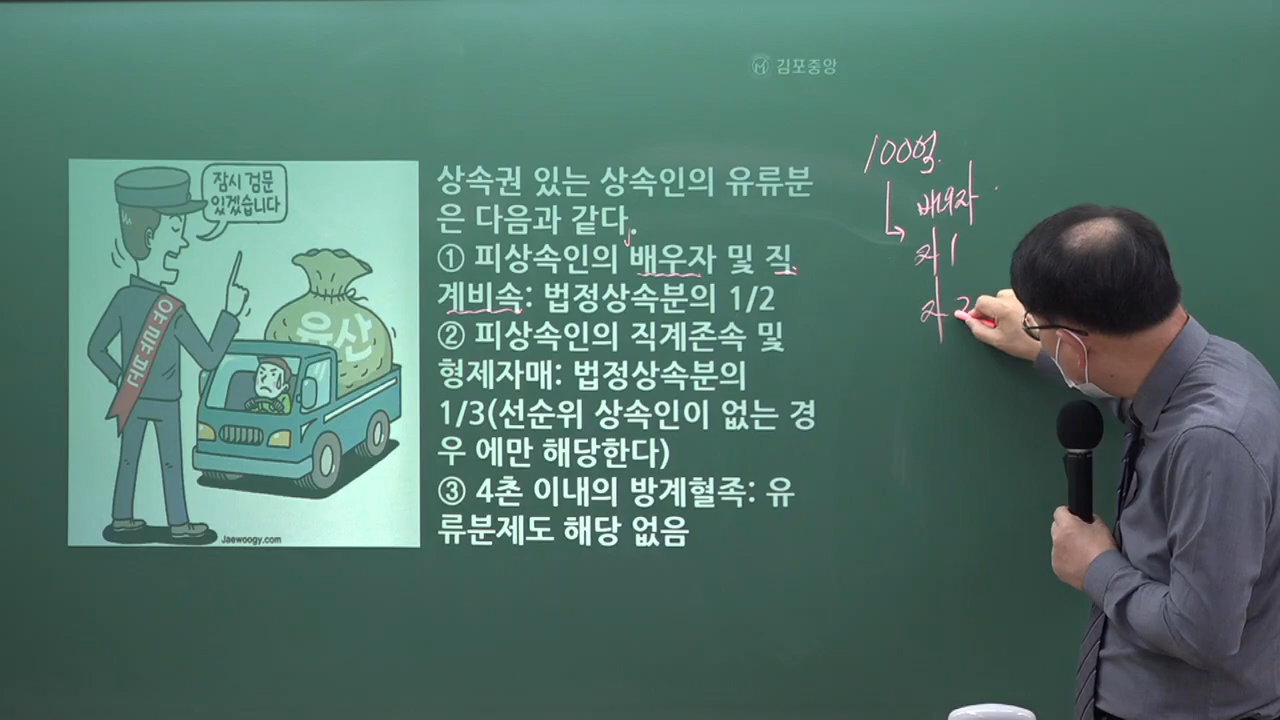 김포중앙
잠시 검문
있겠습니다
유류분
유산
Jaewoogy.com
상속권 있는 상속인의 유류분
은 다음과 같다.
① 피상속인의 배우자 및 직
계비속: 법정상속분의 1/2
② 피상속인의 직계존속 및
형제자매: 법정상속분의
1/3(선순위 상속인이 없는 경
우 에만 해당한다)
③ 4촌 이내의 방계혈족: 유
류분제도 해당 없음
100억
배우자
자 1
자 2